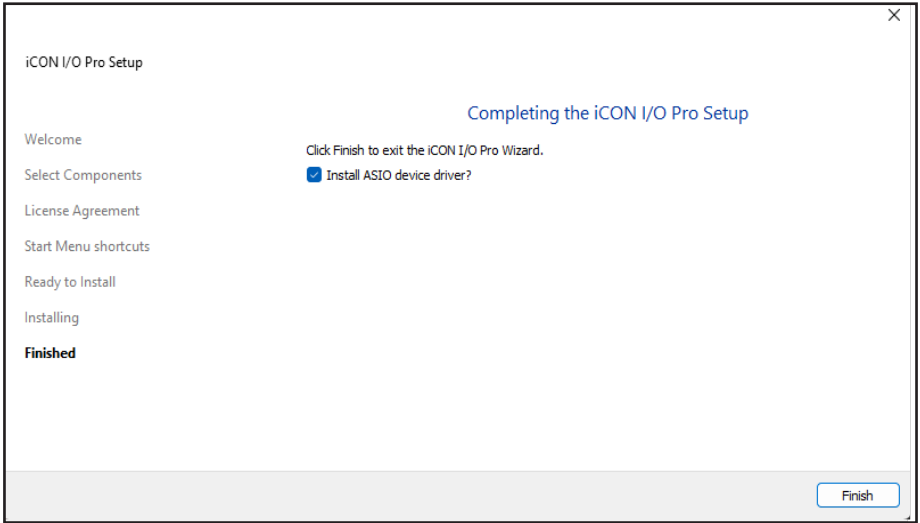 iCON I/O Pro Setup
Completing the iCON I/O Pro Setup
Welcome
Click Finish to exit the iCON I/O Pro Wizard.
Select Components
Install ASIO device driver?
License Agreement
Start Menu shortcuts
Ready to Install
Installing
Finished
Finish